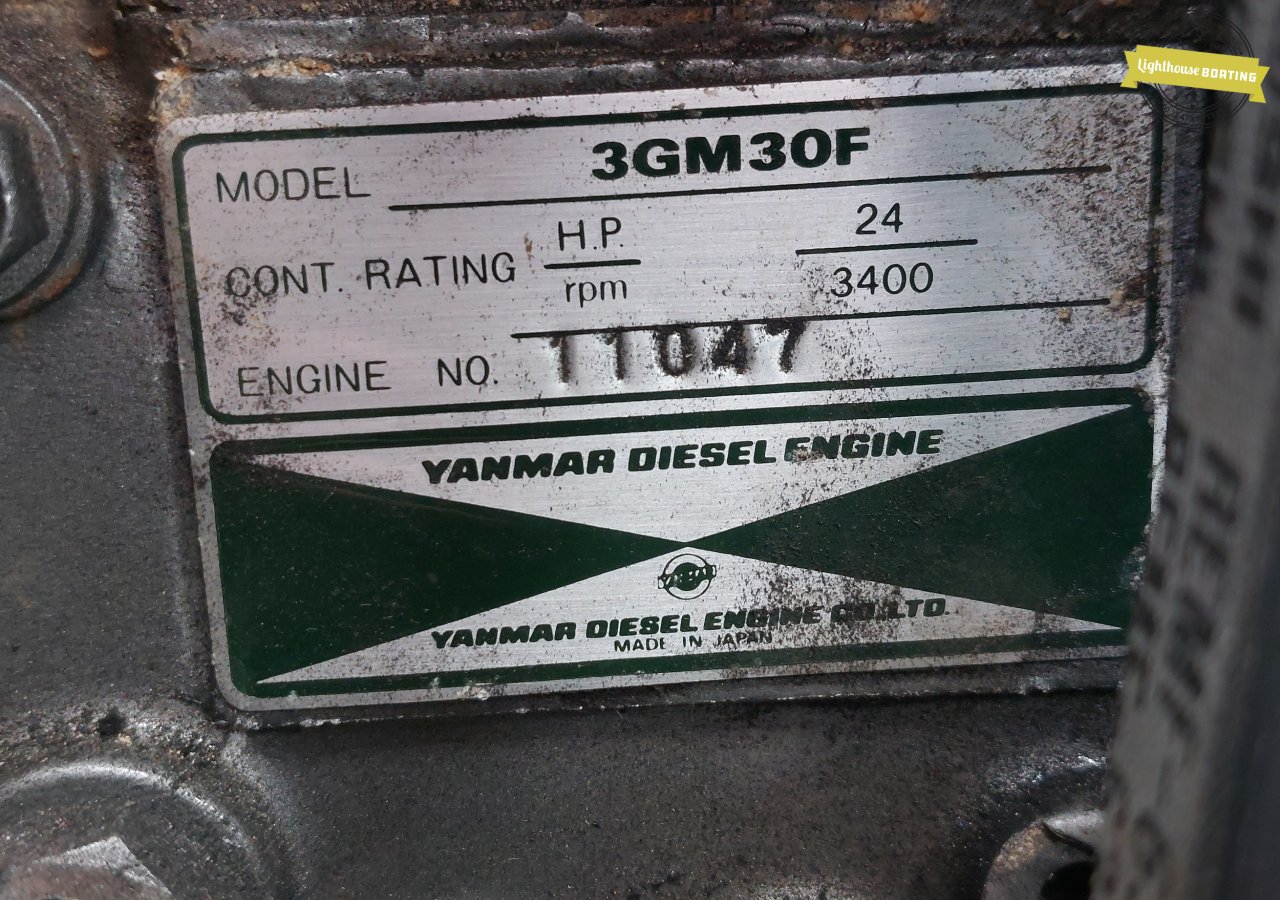 Lighthouse BOATING
MODEL 3GM30F
CONT. RATING H.P. 24
rpm 3400
ENGINE NO. 11047
YANMAR DIESEL ENGINE
YANMAR
YANMAR DIESEL ENGINE CO.,LTD.
MADE IN JAPAN